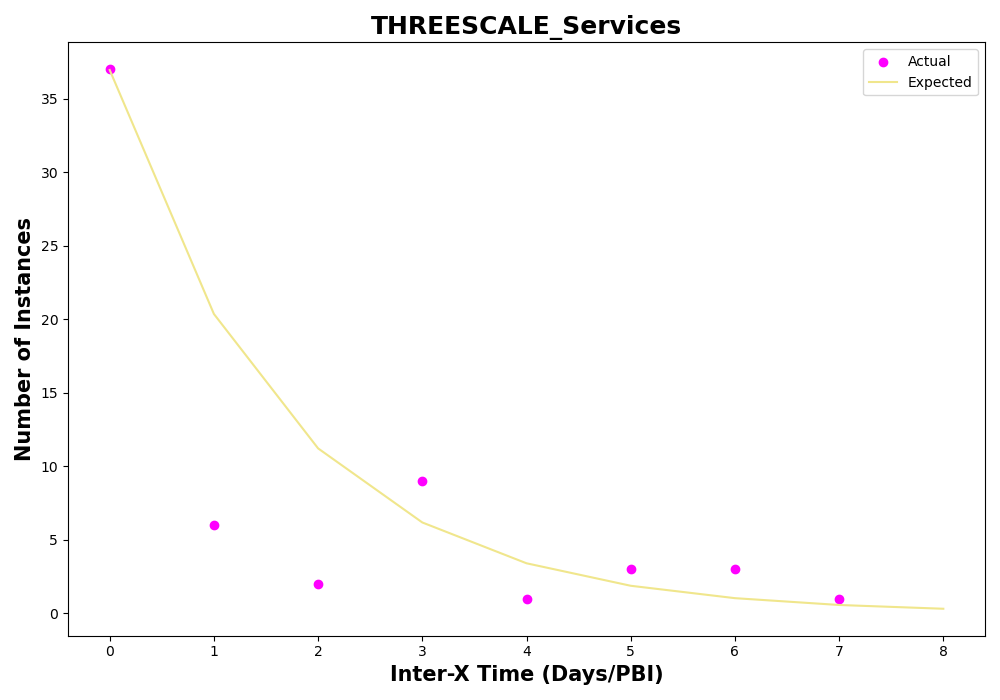 THREESCALE_Services
Actual
Expected
35
30
25
20
15
10
5
0
Number of Instances
0 1 2 3 4 5 6 7 8
Inter-X Time (Days/PBI)